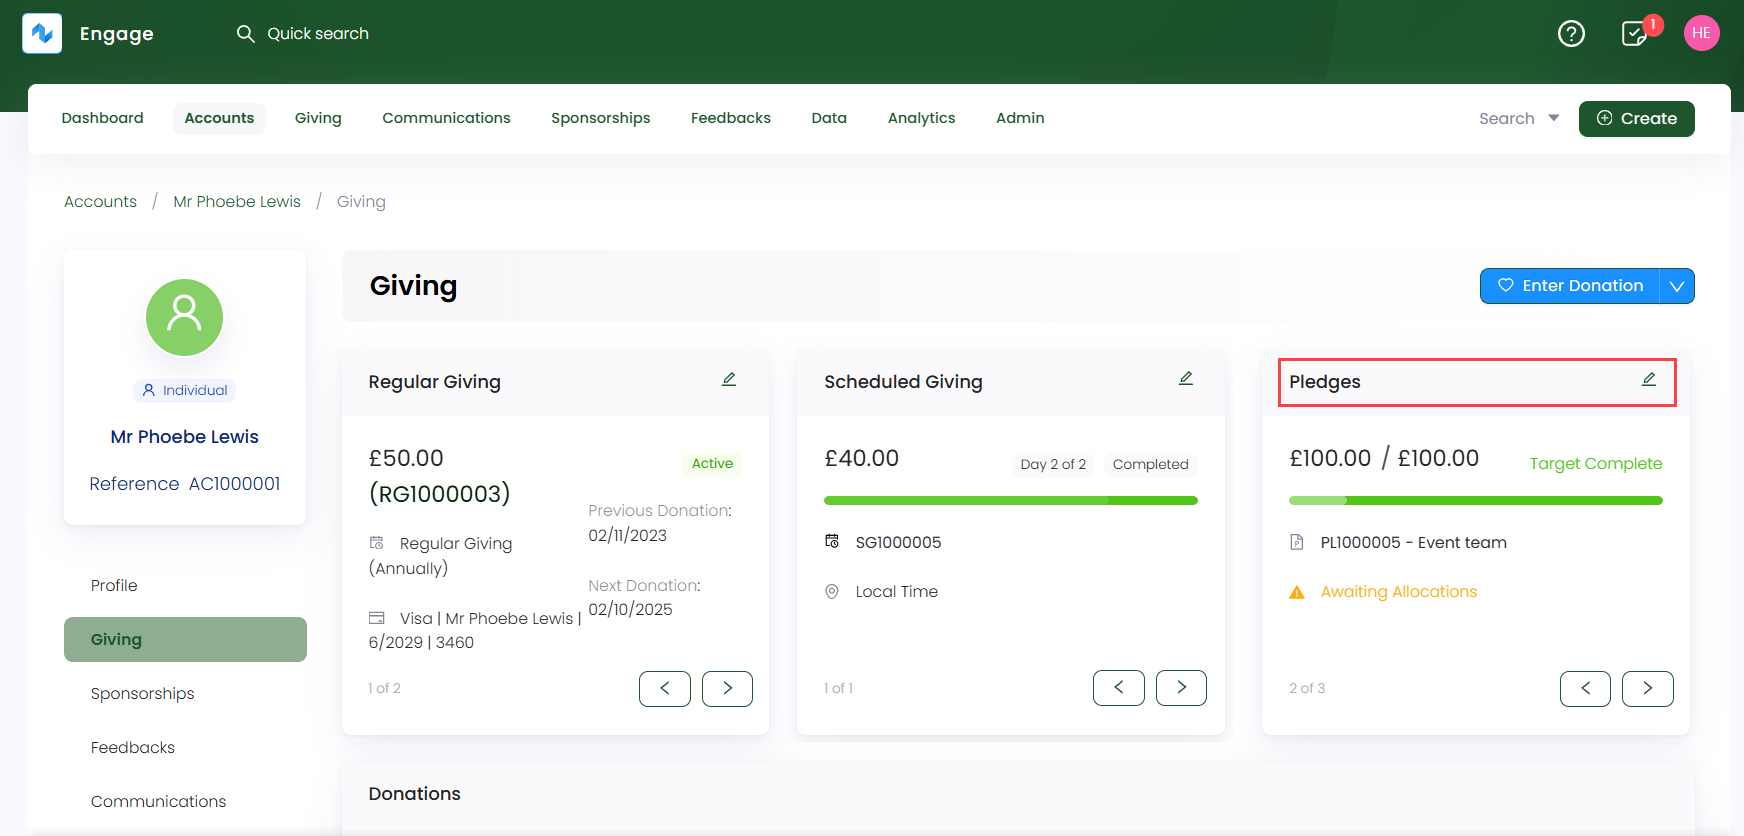 Engage
Quick search
1
HE
Dashboard Accounts Giving Communications Sponsorships Feedbacks Data Analytics Admin
Search
Create
Accounts / Mr Phoebe Lewis / Giving
Individual
Mr Phoebe Lewis
Reference AC1000001
Profile
Giving
Sponsorships
Feedbacks
Communications
Giving
Enter Donation
Regular Giving
£50.00
(RG1000003)
Active
Regular Giving
(Annually)
Visa | Mr Phoebe Lewis |
6/2029 | 3460
Previous Donation:
02/11/2023
Next Donation:
02/10/2025
1 of 2
Scheduled Giving
£40.00
Day 2 of 2
Completed
SG1000005
Local Time
1 of 1
Pledges
£100.00 / £100.00
Target Complete
PL1000005 - Event team
Awaiting Allocations
2 of 3
Donations